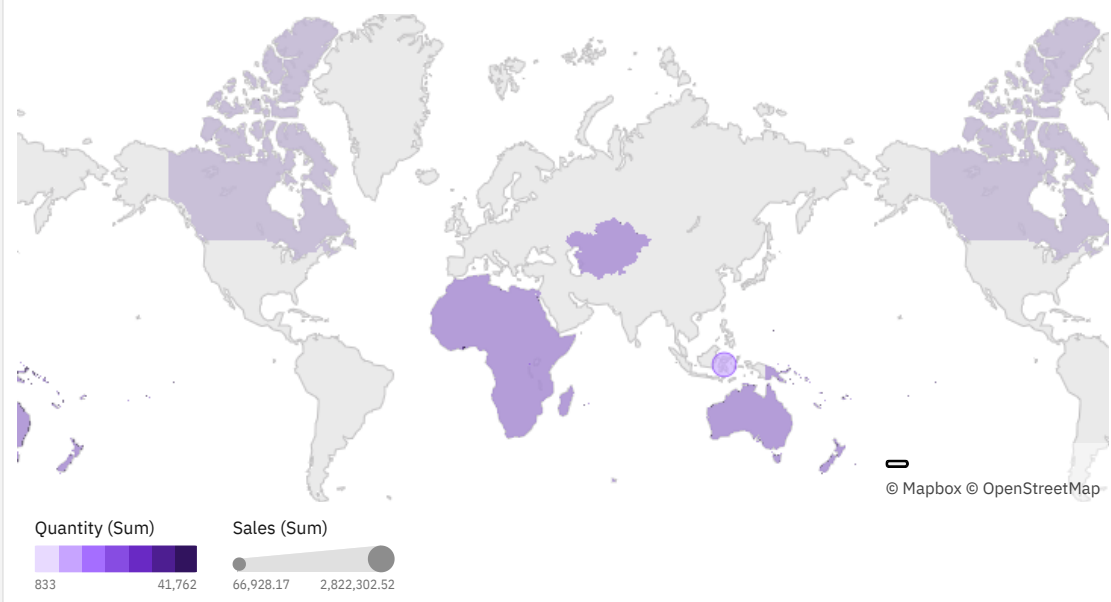 © Mapbox © OpenStreetMap
Quantity (Sum)
833
41,762
Sales (Sum)
66,928.17
2,822,302.52